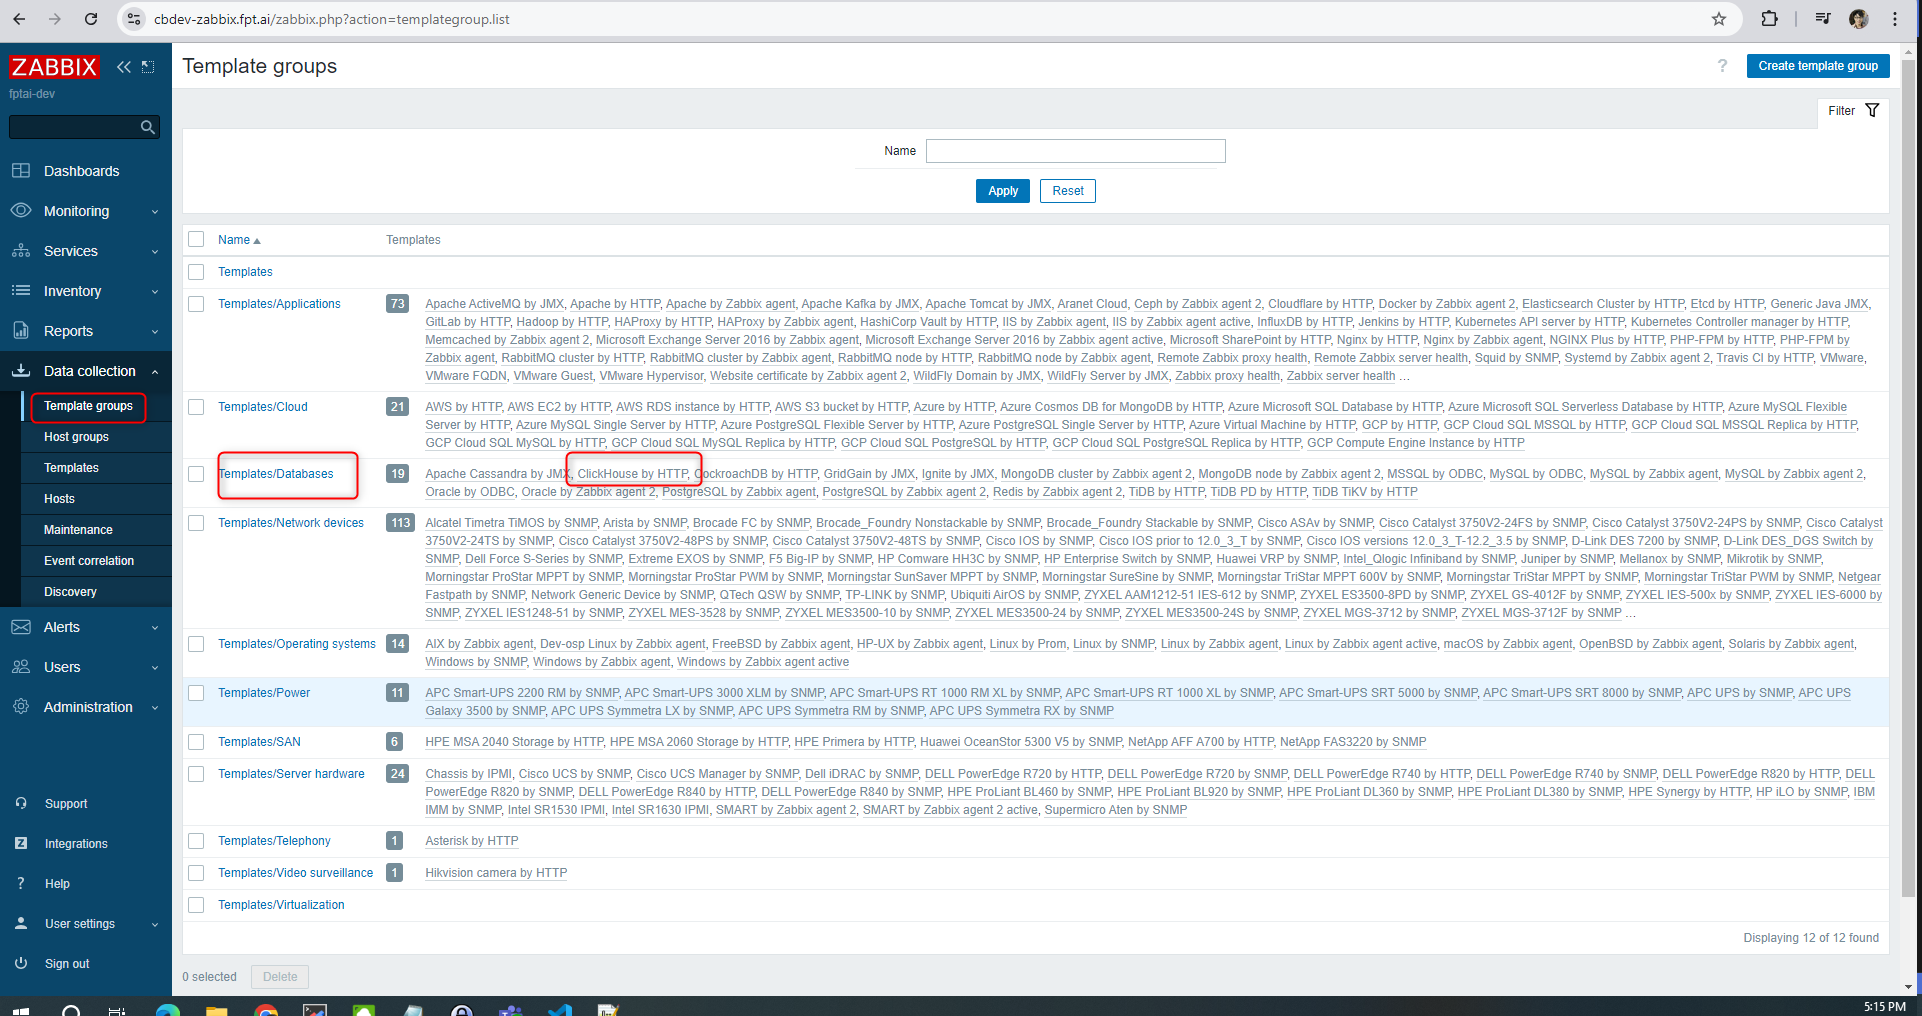 cbdev-zabbix.fpt.ai/zabbix.php?action=templategroup.list
ZABBIX
fptai-dev
Dashboards
Monitoring
Services
Inventory
Reports
Data collection
Template groups
Host groups
Templates
Hosts
Maintenance
Event correlation
Discovery
Alerts
Users
Administration
Support
Integrations
Help
User settings
Sign out
Template groups
? Create template group
Filter
Name
Apply Reset
Name Templates
Templates
Templates/Applications 73 Apache ActiveMQ by JMX, Apache by HTTP, Apache by Zabbix agent, Apache Kafka by JMX, Apache Tomcat by JMX, Aranet Cloud, Ceph by Zabbix agent 2, Cloudflare by HTTP, Docker by Zabbix agent 2, Elasticsearch Cluster by HTTP, Etcd by HTTP, Generic Java JMX,
GitLab by HTTP, Hadoop by HTTP, HAProxy by HTTP, HAProxy by Zabbix agent, HashiCorp Vault by HTTP, IIS by Zabbix agent, IIS by Zabbix agent active, InfluxDB by HTTP, Jenkins by HTTP, Kubernetes API server by HTTP, Kubernetes Controller manager by HTTP,
Memcached by Zabbix agent 2, Microsoft Exchange Server 2016 by Zabbix agent, Microsoft Exchange Server 2016 by Zabbix agent active, Microsoft SharePoint by HTTP, Nginx by HTTP, Nginx by Zabbix agent, NGINX Plus by HTTP, PHP-FPM by HTTP, PHP-FPM by
Zabbix agent, RabbitMQ cluster by HTTP, RabbitMQ cluster by Zabbix agent, RabbitMQ node by HTTP, RabbitMQ node by Zabbix agent, Remote Zabbix proxy health, Remote Zabbix server health, Squid by SNMP, Systemd by Zabbix agent 2, Travis CI by HTTP, VMware,
VMware FQDN, VMware Guest, VMware Hypervisor, Website certificate by Zabbix agent 2, WildFly Domain by JMX, WildFly Server by JMX, Zabbix proxy health, Zabbix server health ...
Templates/Cloud 21 AWS by HTTP, AWS EC2 by HTTP, AWS RDS instance by HTTP, AWS S3 bucket by HTTP, Azure by HTTP, Azure Cosmos DB for MongoDB by HTTP, Azure Microsoft SQL Database by HTTP, Azure Microsoft SQL Serverless Database by HTTP, Azure MySQL Flexible
Server by HTTP, Azure MySQL Single Server by HTTP, Azure PostgreSQL Flexible Server by HTTP, Azure PostgreSQL Single Server by HTTP, Azure Virtual Machine by HTTP, GCP by HTTP, GCP Cloud SQL MSSQL by HTTP, GCP Cloud SQL MSSQL Replica by HTTP,
GCP Cloud SQL MySQL by HTTP, GCP Cloud SQL MySQL Replica by HTTP, GCP Cloud SQL PostgreSQL by HTTP, GCP Cloud SQL PostgreSQL Replica by HTTP, GCP Compute Engine Instance by HTTP
Templates/Databases 19 Apache Cassandra by JMX, ClickHouse by HTTP, CockroachDB by HTTP, GridGain by JMX, Ignite by JMX, MongoDB cluster by Zabbix agent 2, MongoDB node by Zabbix agent 2, MSSQL by ODBC, MySQL by ODBC, MySQL by Zabbix agent, MySQL by Zabbix agent 2,
Oracle by ODBC, Oracle by Zabbix agent 2, PostgreSQL by Zabbix agent, PostgreSQL by Zabbix agent 2, Redis by Zabbix agent 2, TiDB by HTTP, TiDB PD by HTTP, TiDB TiKV by HTTP
Templates/Network devices 113 Alcatel Timetra TiMOS by SNMP, Arista by SNMP, Brocade FC by SNMP, Brocade_Foundry Nonstackable by SNMP, Brocade_Foundry Stackable by SNMP, Cisco ASAv by SNMP, Cisco Catalyst 3750V2-24FS by SNMP, Cisco Catalyst 3750V2-24PS by SNMP, Cisco Catalyst
3750V2-24TS by SNMP, Cisco Catalyst 3750V2-48PS by SNMP, Cisco Catalyst 3750V2-48TS by SNMP, Cisco IOS by SNMP, Cisco IOS prior to 12.0_3_T by SNMP, Cisco IOS versions 12.0_3_T-12.2_3.5 by SNMP, D-Link DES 7200 by SNMP, D-Link DES_DGS Switch by
SNMP, Dell Force S-Series by SNMP, Extreme EXOS by SNMP, F5 Big-IP by SNMP, HP Comware HH3C by SNMP, HP Enterprise Switch by SNMP, Huawei VRP by SNMP, Intel_Qlogic Infiniband by SNMP, Juniper by SNMP, Mellanox by SNMP, Mikrotik by SNMP,
Morningstar ProStar MPPT by SNMP, Morningstar ProStar PWM by SNMP, Morningstar SunSaver MPPT by SNMP, Morningstar SureSine by SNMP, Morningstar TriStar MPPT 600V by SNMP, Morningstar TriStar MPPT by SNMP, Morningstar TriStar PWM by SNMP, Netgear
Fastpath by SNMP, Network Generic Device by SNMP, QTech QSW by SNMP, TP-LINK by SNMP, Ubiquiti AirOS by SNMP, ZYXEL AAM1212-51 IES-612 by SNMP, ZYXEL ES3500-8PD by SNMP, ZYXEL GS-4012F by SNMP, ZYXEL IES-500x by SNMP, ZYXEL IES-6000 by
SNMP, ZYXEL IES1248-51 by SNMP, ZYXEL MES-3528 by SNMP, ZYXEL MES3500-10 by SNMP, ZYXEL MES3500-24 by SNMP, ZYXEL MES3500-24S by SNMP, ZYXEL MGS-3712 by SNMP, ZYXEL MGS-3712F by SNMP ...
Templates/Operating systems 14 AIX by Zabbix agent, Dev-osp Linux by Zabbix agent, FreeBSD by Zabbix agent, HP-UX by Zabbix agent, Linux by Prom, Linux by SNMP, Linux by Zabbix agent, Linux by Zabbix agent active, macOS by Zabbix agent, OpenBSD by Zabbix agent, Solaris by Zabbix agent,
Windows by SNMP, Windows by Zabbix agent, Windows by Zabbix agent active
Templates/Power 11 APC Smart-UPS 2200 RM by SNMP, APC Smart-UPS 3000 XLM by SNMP, APC Smart-UPS RT 1000 RM XL by SNMP, APC Smart-UPS RT 1000 XL by SNMP, APC Smart-UPS SRT 5000 by SNMP, APC Smart-UPS SRT 8000 by SNMP, APC UPS by SNMP, APC UPS
Galaxy 3500 by SNMP, APC UPS Symmetra LX by SNMP, APC UPS Symmetra RM by SNMP, APC UPS Symmetra RX by SNMP
Templates/SAN 6 HPE MSA 2040 Storage by HTTP, HPE MSA 2060 Storage by HTTP, HPE Primera by HTTP, Huawei OceanStor 5300 V5 by SNMP, NetApp AFF A700 by HTTP, NetApp FAS3220 by SNMP
Templates/Server hardware 24 Chassis by IPMI, Cisco UCS by SNMP, Cisco UCS Manager by SNMP, Dell iDRAC by SNMP, DELL PowerEdge R720 by HTTP, DELL PowerEdge R720 by SNMP, DELL PowerEdge R740 by HTTP, DELL PowerEdge R740 by SNMP, DELL PowerEdge R820 by HTTP, DELL
PowerEdge R820 by SNMP, DELL PowerEdge R840 by HTTP, DELL PowerEdge R840 by SNMP, HPE ProLiant BL460 by SNMP, HPE ProLiant BL920 by SNMP, HPE ProLiant DL360 by SNMP, HPE ProLiant DL380 by SNMP, HPE Synergy by HTTP, HP iLO by SNMP, IBM
IMM by SNMP, Intel SR1530 IPMI, Intel SR1630 IPMI, SMART by Zabbix agent 2, SMART by Zabbix agent 2 active, Supermicro Aten by SNMP
Templates/Telephony 1 Asterisk by HTTP
Templates/Video surveillance 1 Hikvision camera by HTTP
Templates/Virtualization
Displaying 12 of 12 found
0 selected Delete
5:15 PM